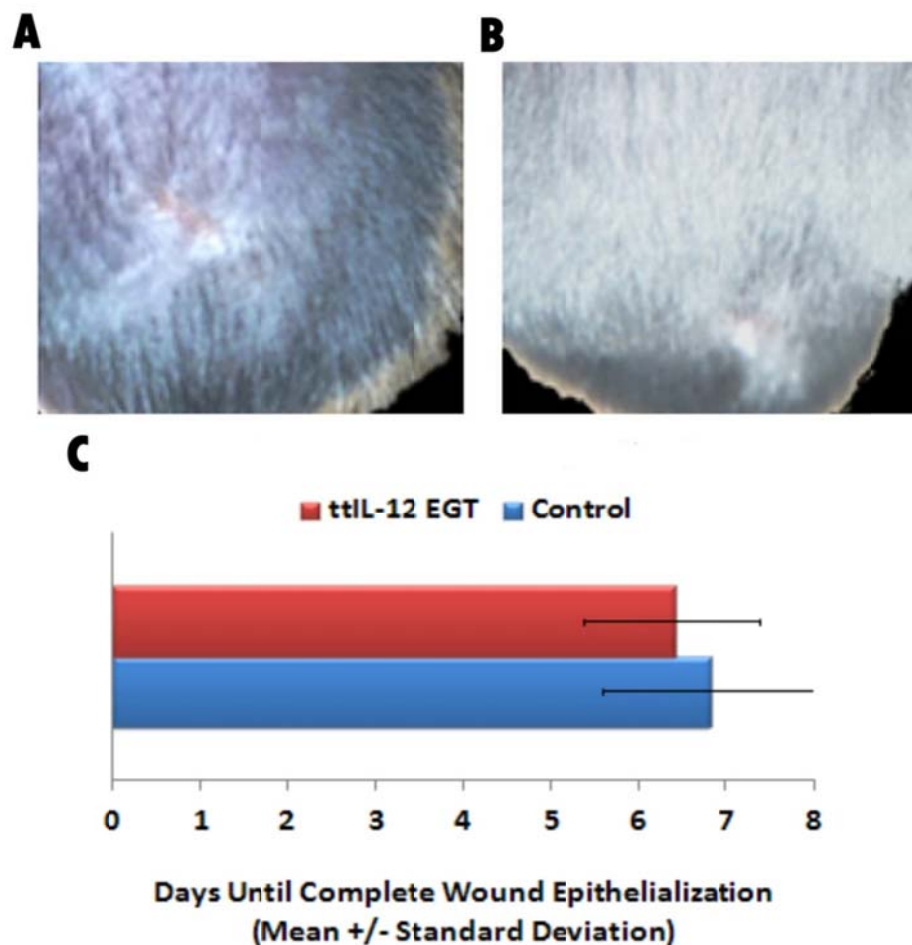 A
B
C
ttIL-12 EGT Control
0 1 2 3 4 5 6 7 8
Days Until Complete Wound Epithelialization
(Mean +/- Standard Deviation)